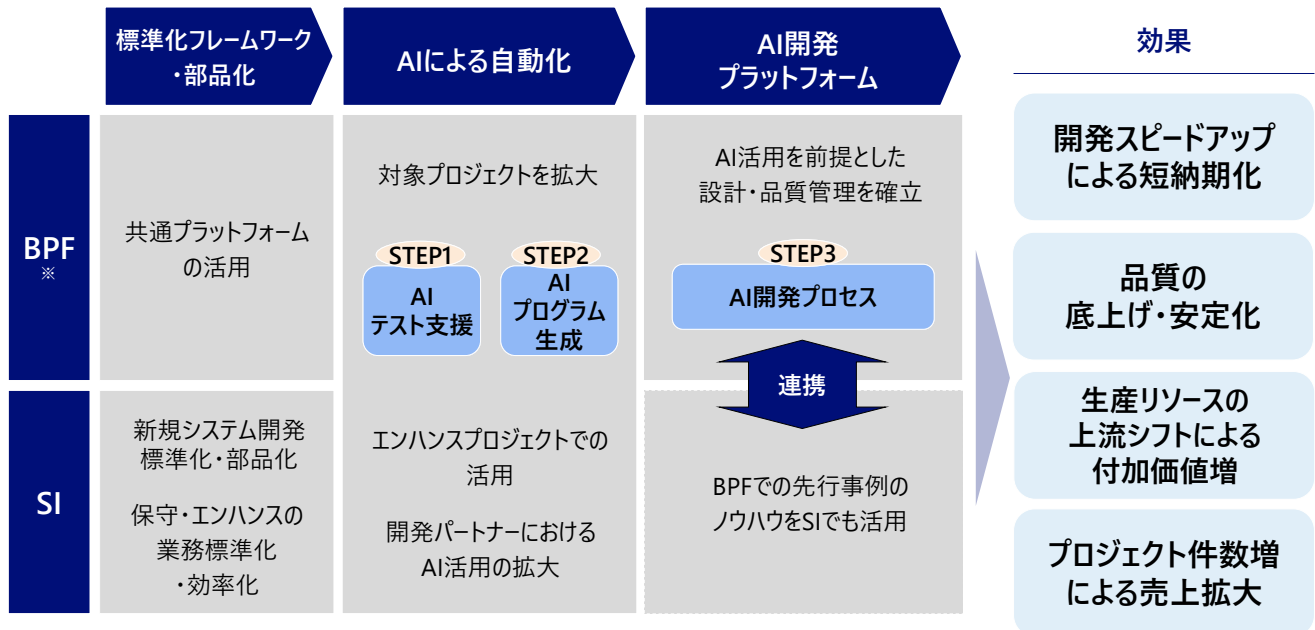 標準化フレームワーク
・部品化
AIによる自動化
AI開発
プラットフォーム
効果
BPF
※
共通プラットフォーム
の活用
対象プロジェクトを拡大
STEP1
AI
テスト支援
STEP2
AI
プログラム
生成
AI活用を前提とした
設計・品質管理を確立
STEP3
AI開発プロセス
連携
SI
新規システム開発
標準化・部品化
保守・エンハンスの
業務標準化
・効率化
エンハンスプロジェクトでの
活用
開発パートナーにおける
AI活用の拡大
BPFでの先行事例の
ノウハウをSIでも活用
開発スピードアップ
による短納期化
品質の
底上げ・安定化
生産リソースの
上流シフトによる
付加価値増
プロジェクト件数増
による売上拡大